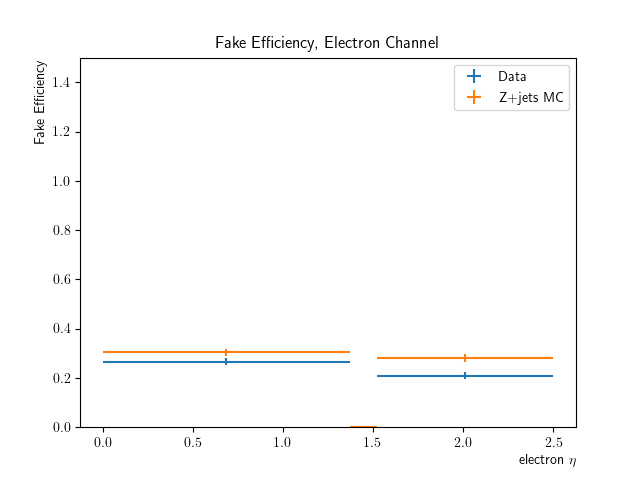 Fake Efficiency, Electron Channel
Fake Efficiency
1.4
1.2
1.0
0.8
0.6
0.4
0.2
0.0
Data
Z+jets MC
0.0 0.5 1.0 1.5 2.0 2.5
electron η